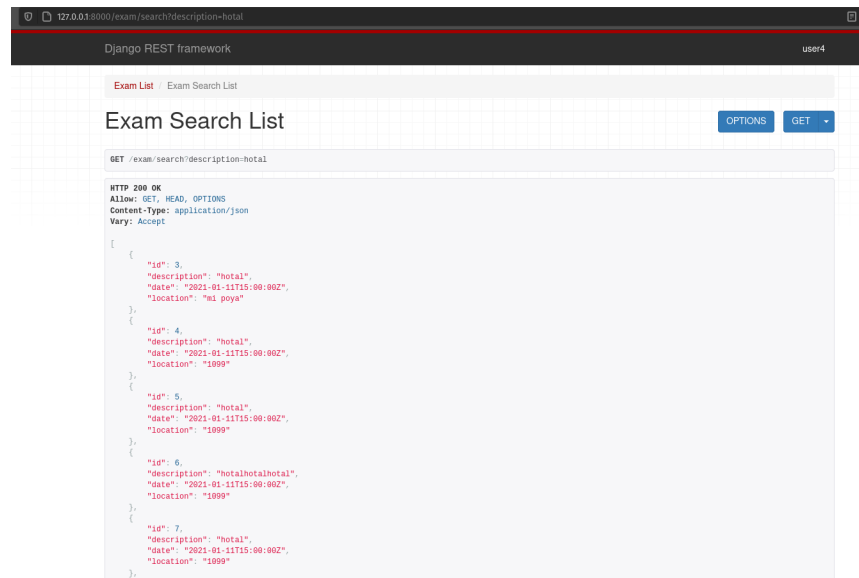 127.0.0.1:8000/exam/search?description=hotal
Django REST framework user4
Exam List / Exam Search List
Exam Search List
OPTIONS GET
GET /exam/search?description=hotal
HTTP 200 OK
Allow: GET, HEAD, OPTIONS
Content-Type: application/json
Vary: Accept
[
{
"id": 3,
"description": "hotal",
"date": "2021-01-11T15:00:00Z",
"location": "mi poya"
},
{
"id": 4,
"description": "hotal",
"date": "2021-01-11T15:00:00Z",
"location": "1099"
},
{
"id": 5,
"description": "hotal",
"date": "2021-01-11T15:00:00Z",
"location": "1099"
},
{
"id": 6,
"description": "hotalhotalhotal",
"date": "2021-01-11T15:00:00Z",
"location": "1099"
},
{
"id": 7,
"description": "hotal",
"date": "2021-01-11T15:00:00Z",
"location": "1099"
},